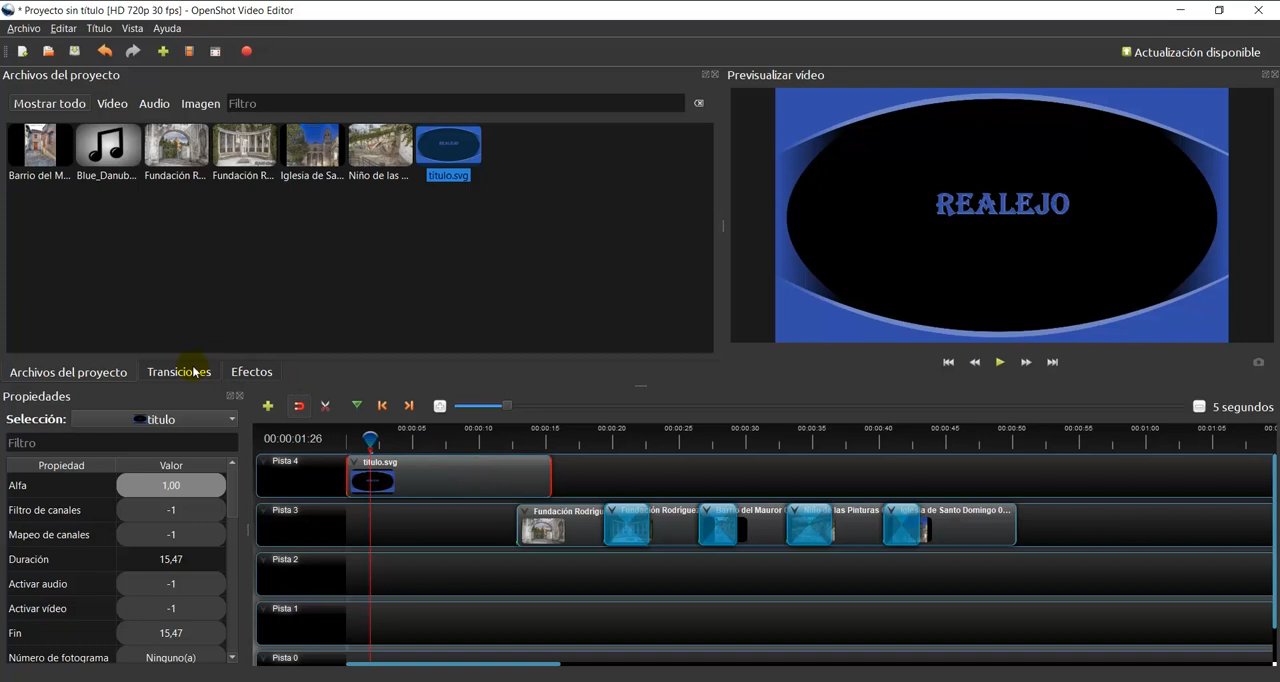 * Proyecto sin título [HD 720p 30 fps] - OpenShot Video Editor
Archivo Editar Título Vista Ayuda
Actualización disponible
Archivos del proyecto
Previsualizar vídeo
Mostrar todo Vídeo Audio Imagen Filtro
REALEJO
Barrio del M... Blue_Danub... Fundación R... Fundación R... Iglesia de Sa... Niño de las ... titulo.svg
REALEJO
Archivos del proyecto Transiciones Efectos
Propiedades
Selección: titulo
5 segundos
Filtro
00:00:01:26
00:00:05 00:00:10 00:00:15 00:00:20 00:00:25 00:00:30 00:00:35 00:00:40 00:00:45 00:00:50 00:00:55 00:01:00 00:01:05
Propiedad Valor
Pista 4 titulo.svg
Alfa 1,00
Filtro de canales -1
Pista 3 Fundación Rodrigu Fundación Rodrigue. Barrio del Mauror Niño de las Pinturas Iglesia de Santo Domingo 0...
Mapeo de canales -1
Duración 15,47
Pista 2
Activar audio -1
Activar vídeo -1
Pista 1
Fin 15,47
Número de fotograma Ninguno(a)
Pista 0